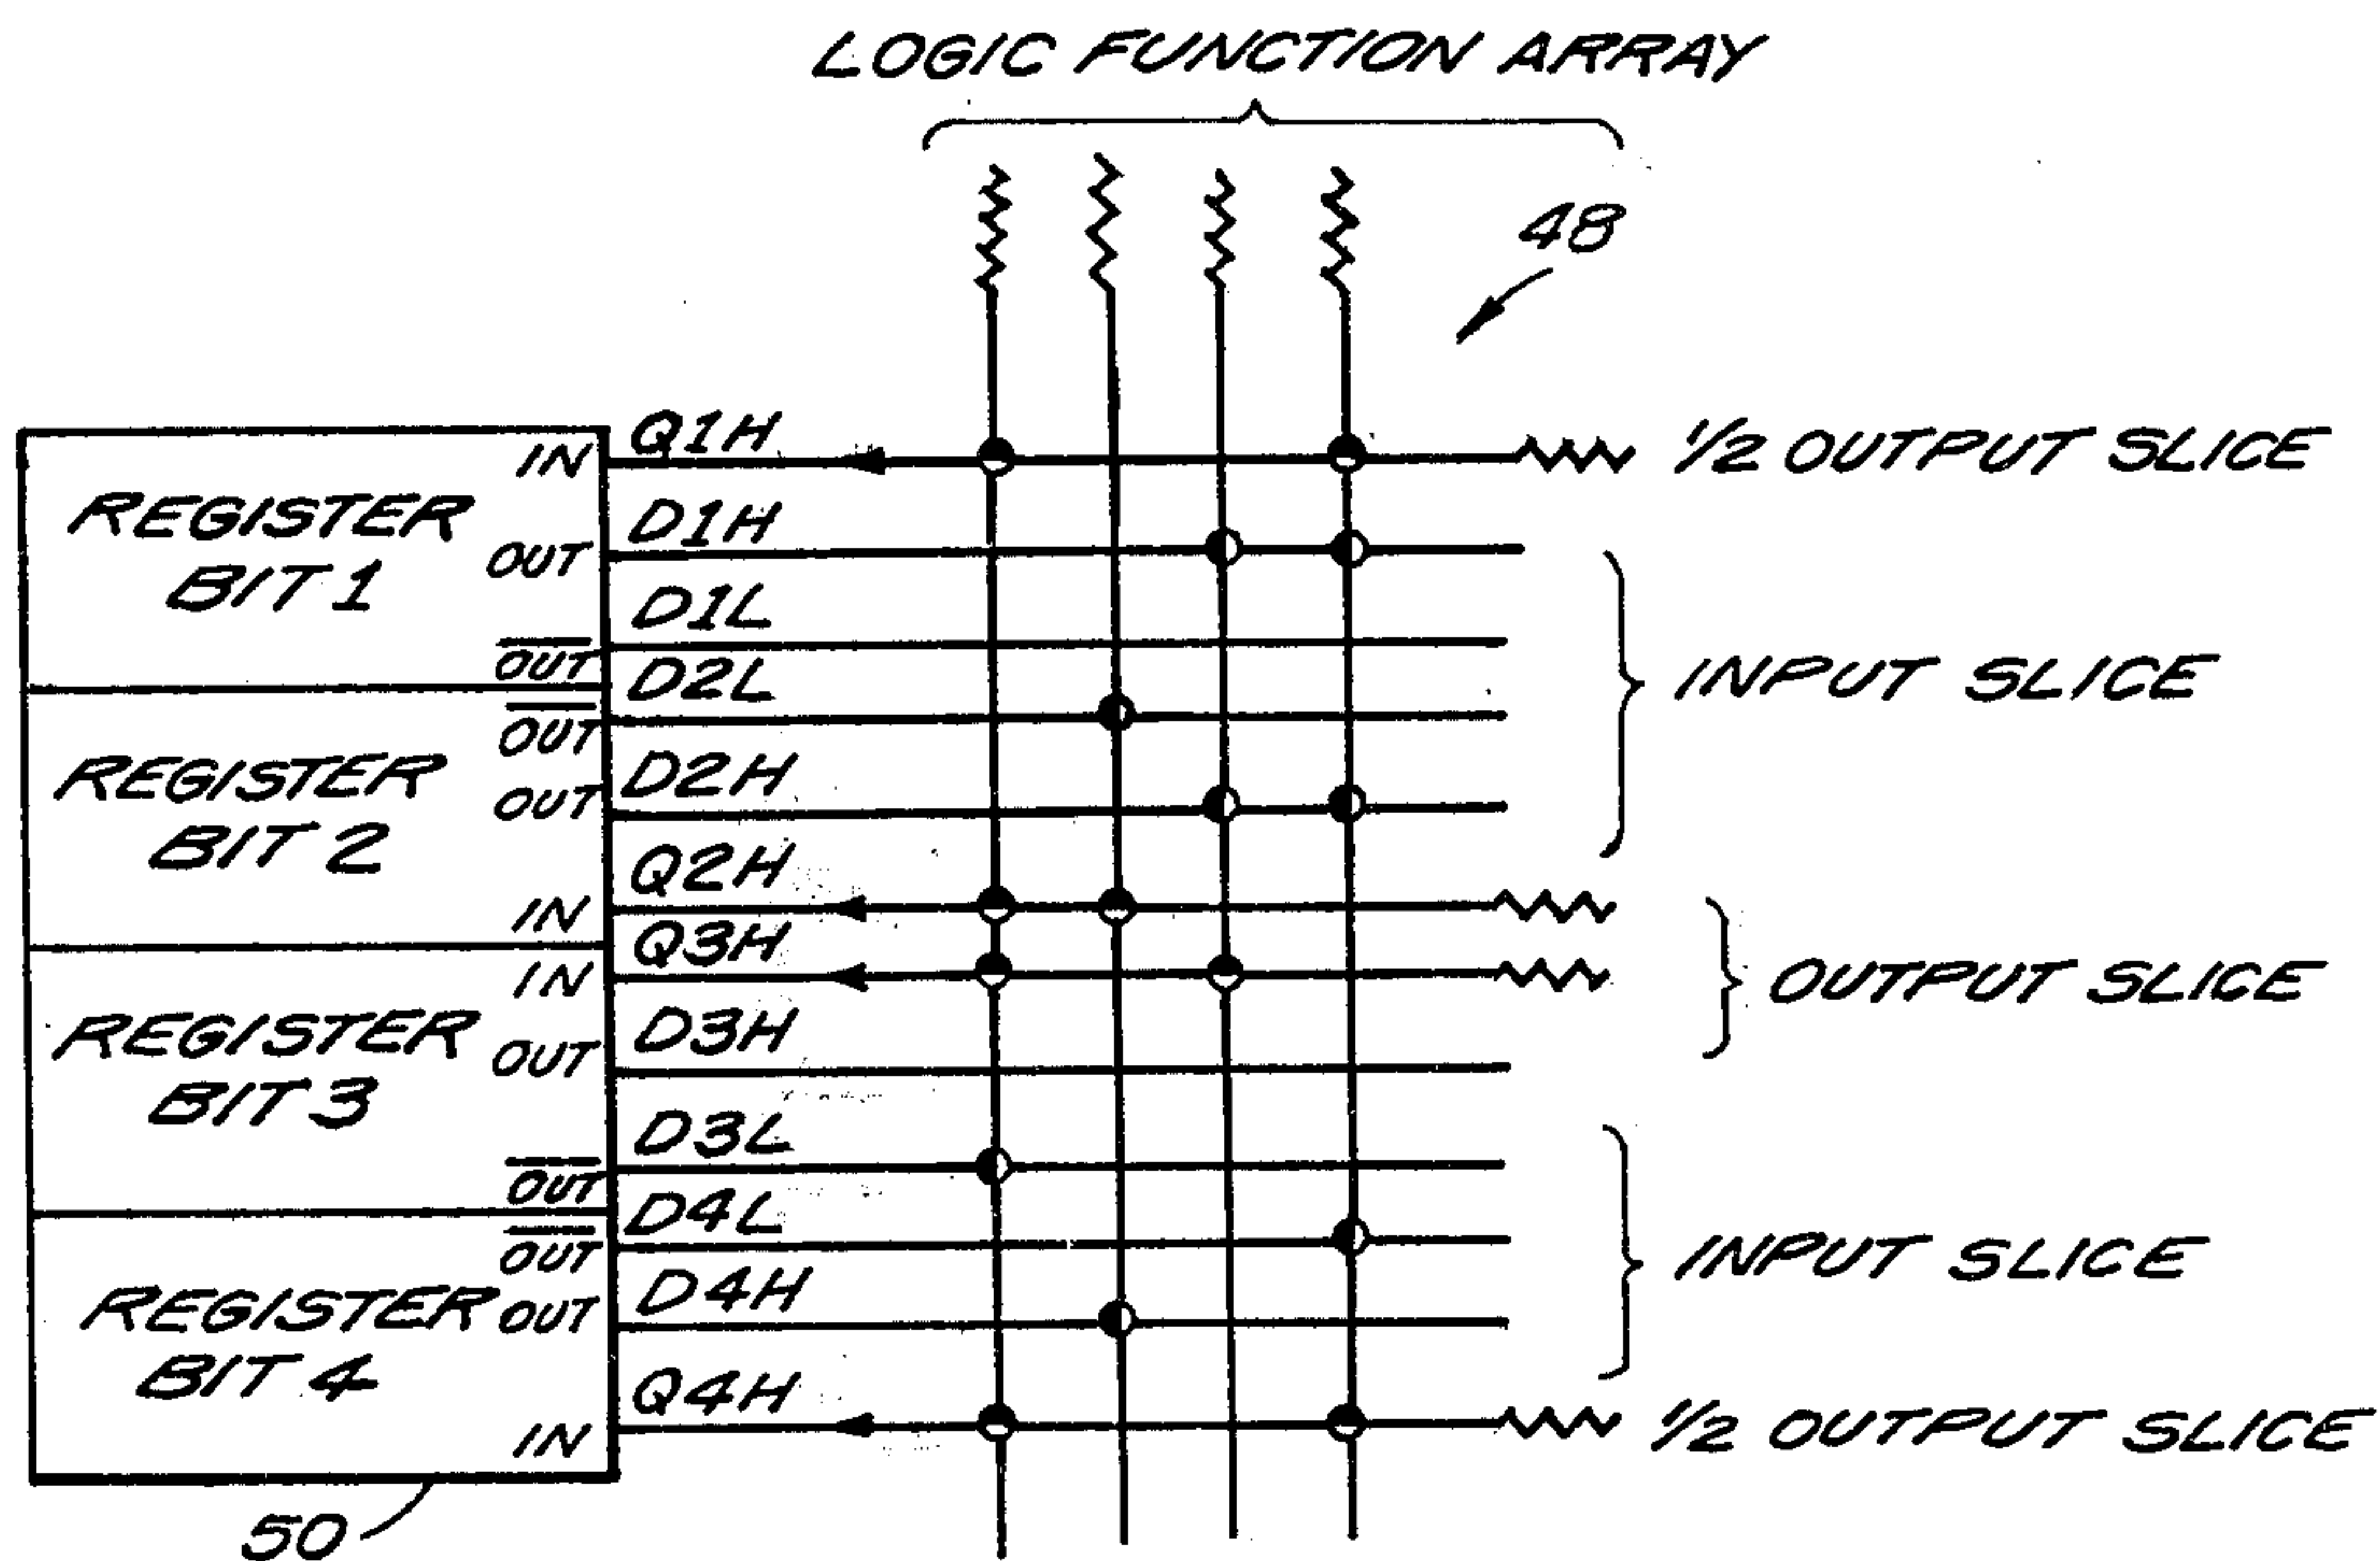 LOGIC FUNCTION ARRAY
48
Q1H
IN
1/2 OUTPUT SLICE
REGISTER
BIT 1
D1H
OUT
D1L
OUT
INPUT SLICE
D2L
OUT
REGISTER
BIT 2
D2H
OUT
Q2H
IN
Q3H
IN
OUTPUT SLICE
REGISTER
BIT 3
D3H
OUT
D3L
OUT
D4L
OUT
INPUT SLICE
REGISTER
BIT 4
D4H
OUT
Q4H
IN
1/2 OUTPUT SLICE
50